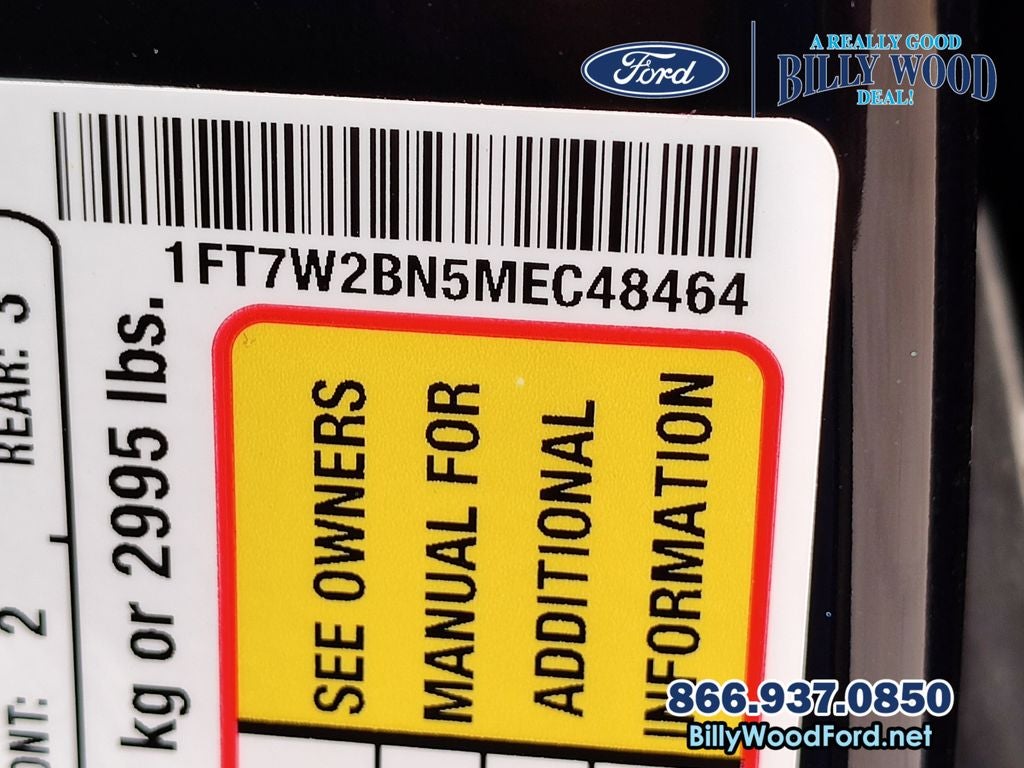 Ford
A REALLY GOOD
BILLY WOOD
DEAL!
1FT7W2BN5MEC48464
REAR: 3
2
kg or 2995 lbs.
SEE OWNERS
MANUAL FOR
ADDITIONAL
INFORMATION
866.937.0850
BillyWoodFord.net